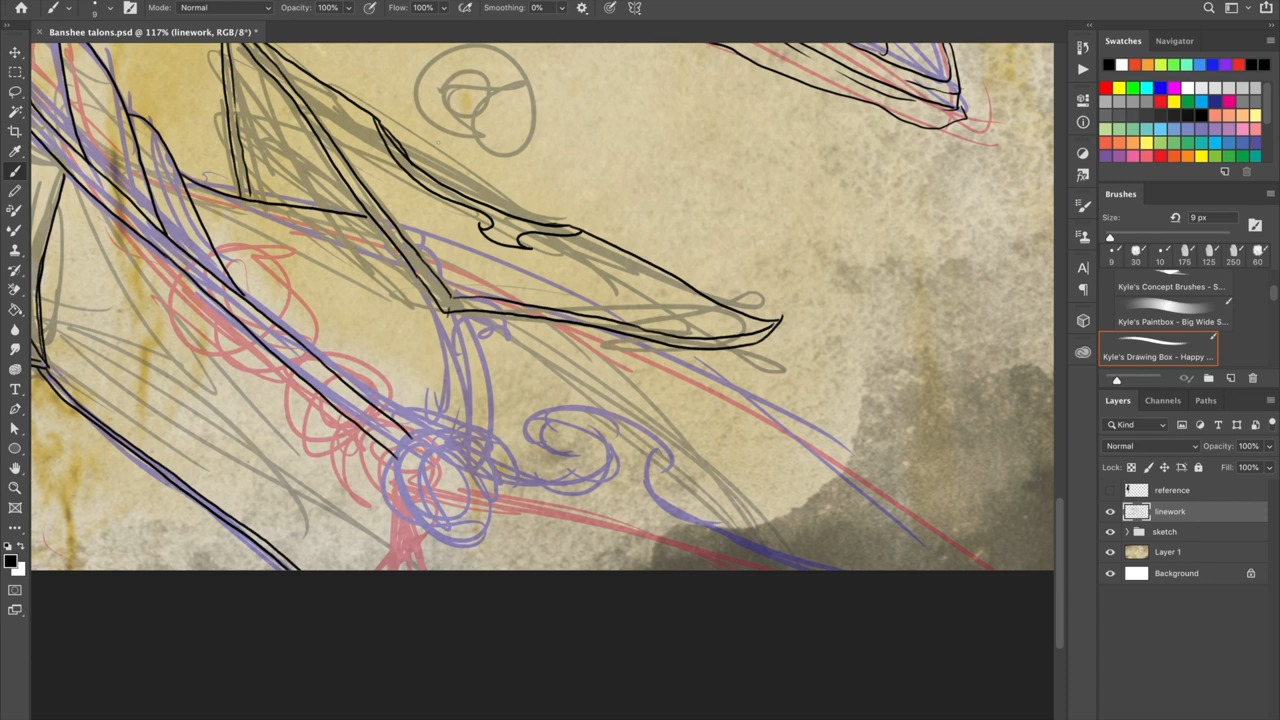 Mode: Normal Opacity: 100% Flow: 100% Smoothing: 0%
9
× Banshee talons.psd @ 117% (linework, RGB/8*) *
Swatches Navigator
Brushes
Size: 9 px
9 30 10 175 125 250 60
Kyle's Concept Brushes - S...
Kyle's Paintbox - Big Wide S...
Kyle's Drawing Box - Happy ...
Layers Channels Paths
Kind
Normal Opacity: 100%
Lock: Fill: 100%
reference
linework
sketch
Layer 1
Background